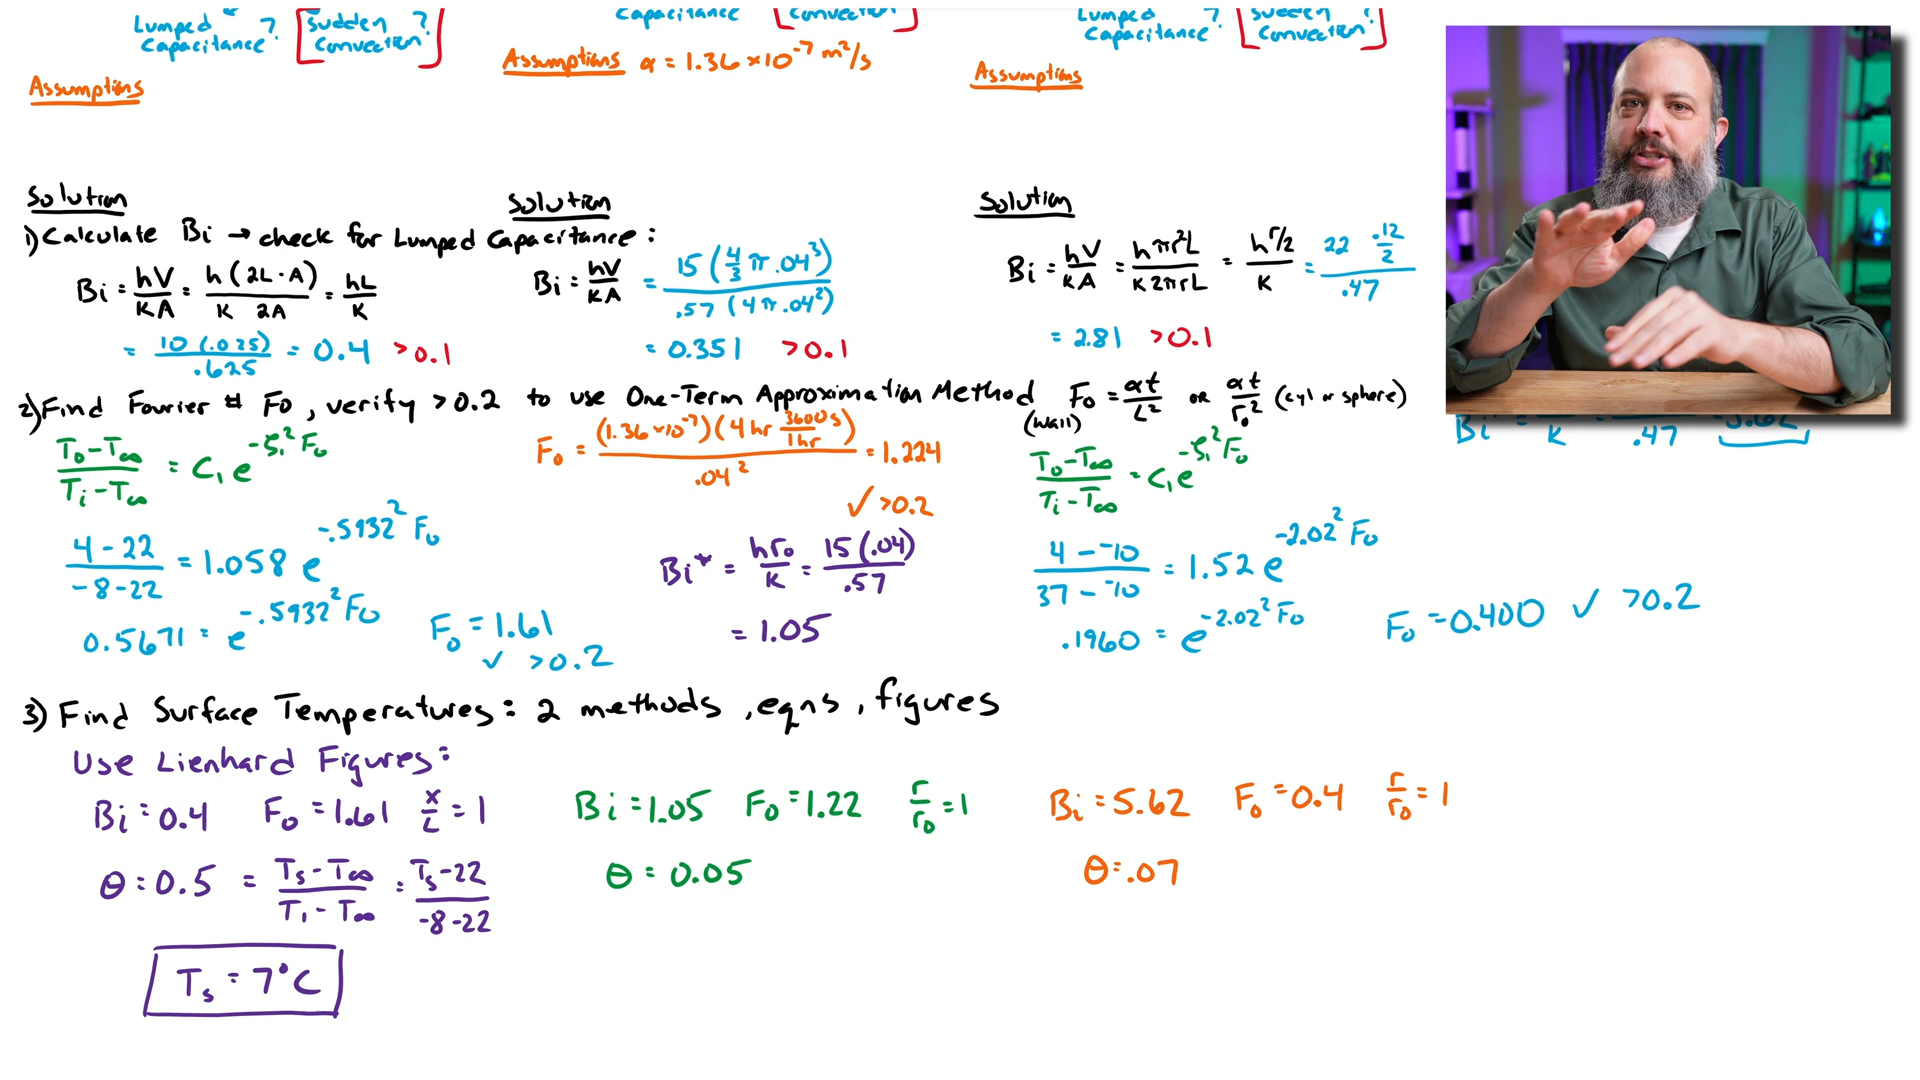 Lumped ?
Capacitance
[Sudden ?
Convection]
Assumptions
Capacitance
[Convection]
Assumptions α = 1.36 ×10⁻⁷ m²/s
Lumped ?
Capacitance
[Sudden ?
Convection]
Assumptions
Solution
Solution
Solution
1) Calculate Bi → check for Lumped Capacitance :
Bi = hV/KA = h(2L·A)/K 2A = hL/K
= 10(.025)/.625 = 0.4 >0.1
Bi = hV/KA = 15(4/3 π .04³)/.57(4π .04²)
= 0.351 >0.1
Bi = hV/KA = hπr²L/K2πrL = h r/2/K = 22 .12/2/.47
= 2.81 >0.1
2) Find Fourier # Fo , verify >0.2 to use One-Term Approximation Method Fo = αt/L² or αt/r₀² (cyl or sphere)
(wall)
Bi K .47 5.62
T₀-T∞/Tᵢ-T∞ = C₁ e^-ζ₁² Fo
4-22/-8-22 = 1.058 e^-.5932² Fo
0.5671 = e^-.5932² Fo
Fo = 1.61
✓ >0.2
Fo = (1.36×10⁻⁷)(4hr 3600s/1hr)/.04² = 1.224
✓ >0.2
Bi* = hr₀/K = 15(.04)/.57
= 1.05
T₀-T∞/Tᵢ-T∞ = C₁e^-ζ₁² Fo
4--10/37--10 = 1.52 e^-2.02² Fo
.1960 = e^-2.02² Fo
Fo = 0.400 ✓ >0.2
3) Find Surface Temperatures : 2 methods , eqns , figures
Use Lienhard Figures :
Bi = 0.4 Fo = 1.61 x/L = 1
θ = 0.5 = Ts-T∞/T₁-T∞ = Ts-22/-8-22
Ts = 7°C
Bi = 1.05 Fo = 1.22 r/r₀ = 1
θ = 0.05
Bi = 5.62 Fo = 0.4 r/r₀ = 1
θ = .07